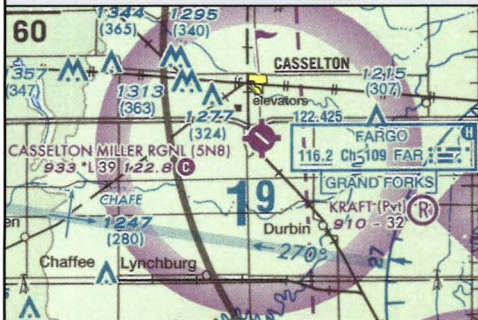 60
1344
(365)
1295
(340)
CASSELTON
1357
(347)
1313
(363)
elevators
1215
(307)
1277
(324)
122.425
FARGO
H
116.2 Ch 109 FAR
CASSELTON MILLER RGNL (5N8)
933 *L 39 122.8 C
GRAND FORKS
KRAFT (Pvt)
910 - 32
R
CHAFE
19
1247
(280)
Durbin
270°
27
Chaffee
Lynchburg